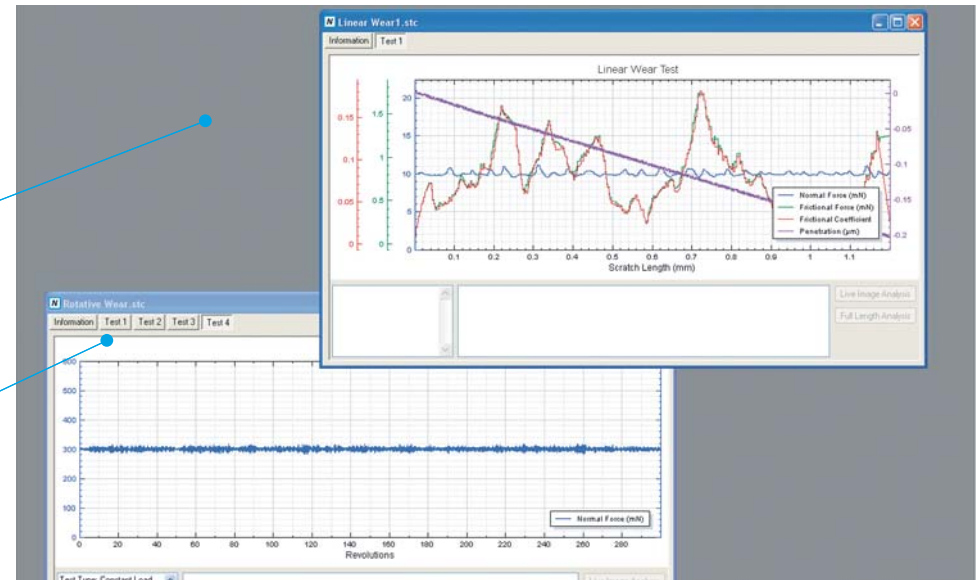 N Linear Wear1.stc
Information Test 1
Linear Wear Test
20
15
10
5
0
0.15
0.1
0.05
0
1.5
1
0.5
0
0
-0.05
-0.1
-0.15
-0.2
Normal Force (mN)
Frictional Force (mN)
Frictional Coefficient
Penetration (µm)
0.1 0.2 0.3 0.4 0.5 0.6 0.7 0.8 0.9 1 1.1
Scratch Length (mm)
Live Image Analysis
Full Length Analysis
N Rotative Wear.stc
Information Test 1 Test 2 Test 3 Test 4
600
500
400
300
200
100
0
Normal Force (mN)
0 20 40 60 80 100 120 140 160 180 200 220 240 260 280
Revolutions
Test Type: Constant Load